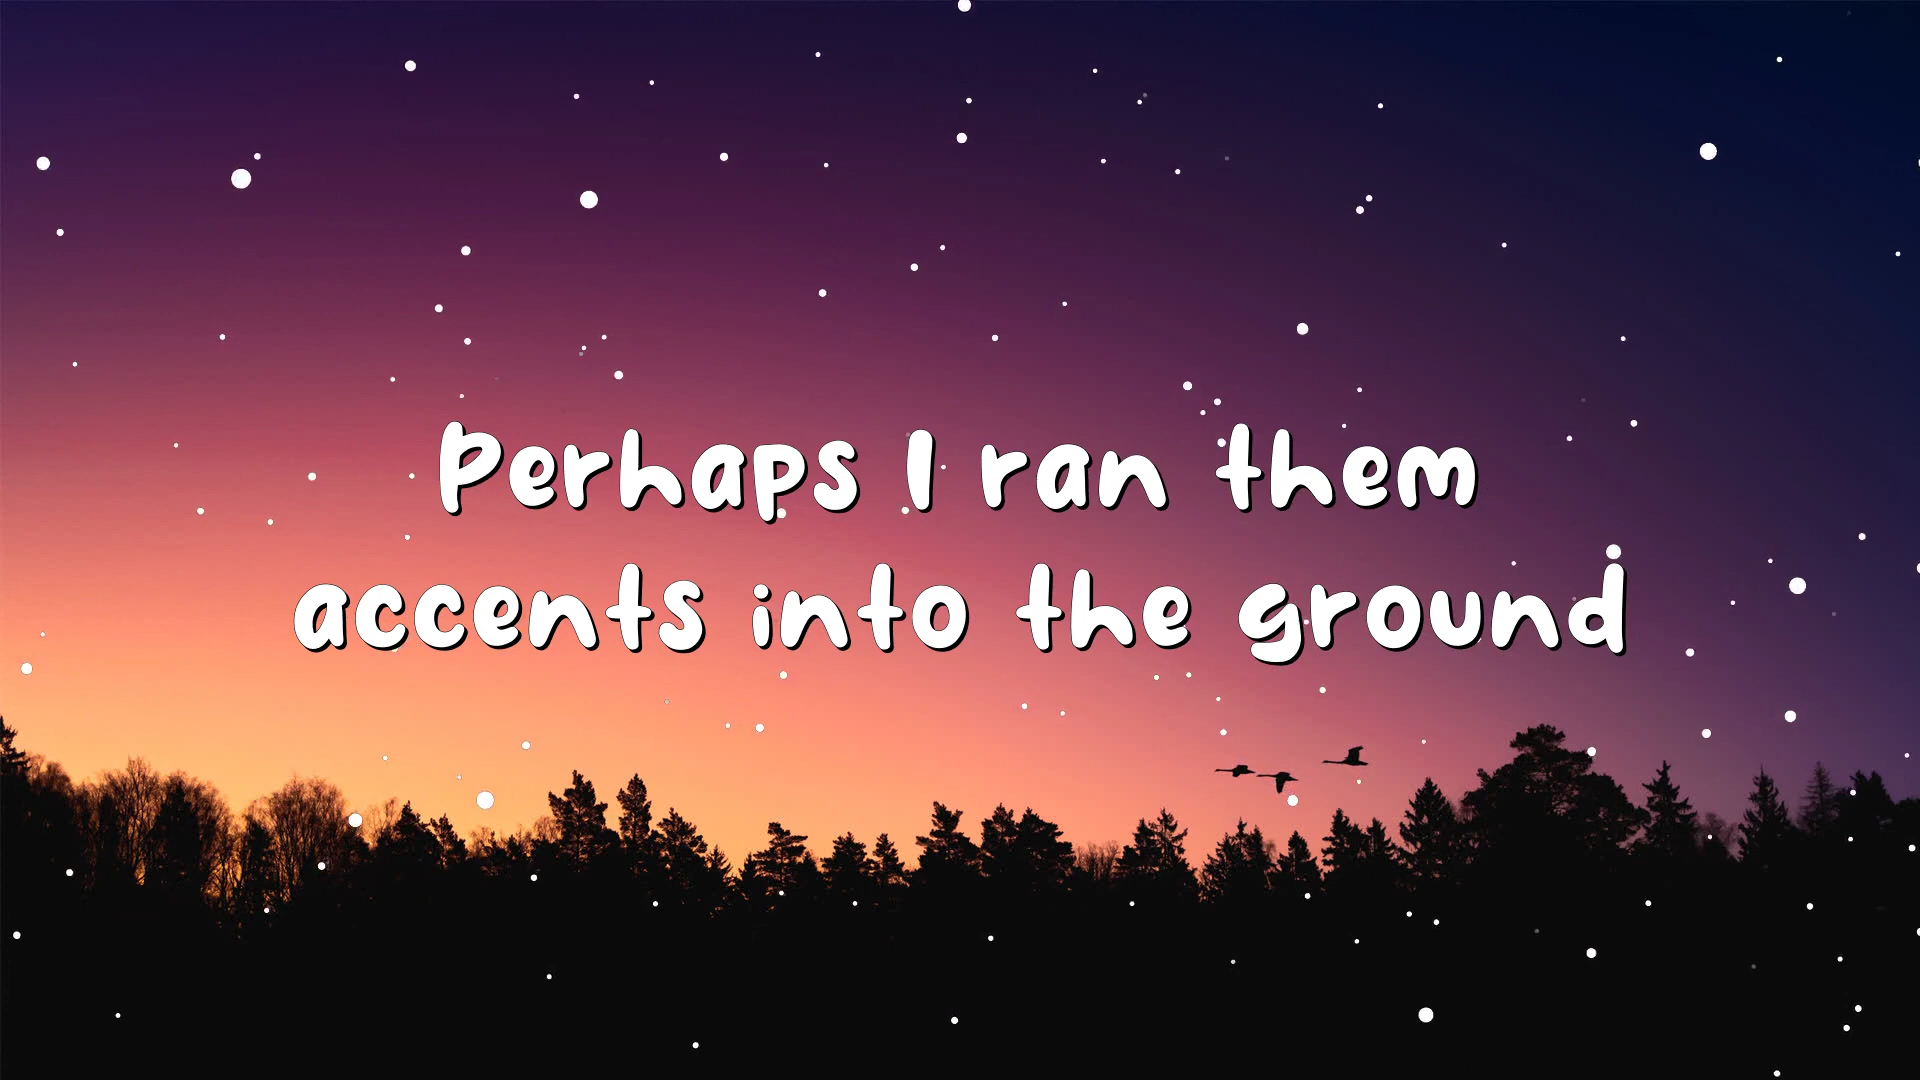 Perhaps I ran them
accents into the ground